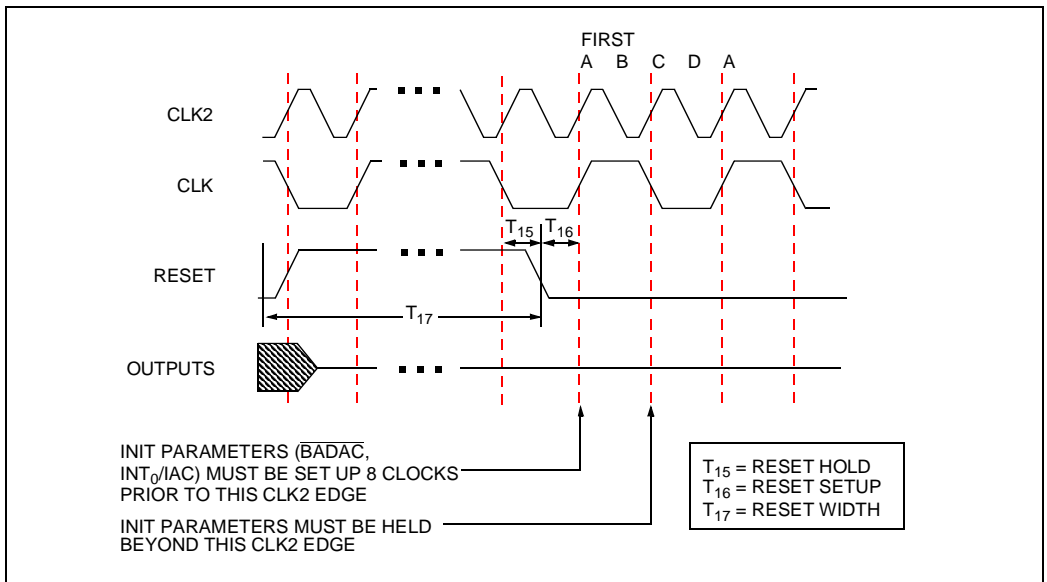 FIRST
A B C D A
CLK2
CLK
T15 T16
RESET
T17
OUTPUTS
INIT PARAMETERS (BADAC,
INT0/IAC) MUST BE SET UP 8 CLOCKS
PRIOR TO THIS CLK2 EDGE
INIT PARAMETERS MUST BE HELD
BEYOND THIS CLK2 EDGE
T15 = RESET HOLD
T16 = RESET SETUP
T17 = RESET WIDTH